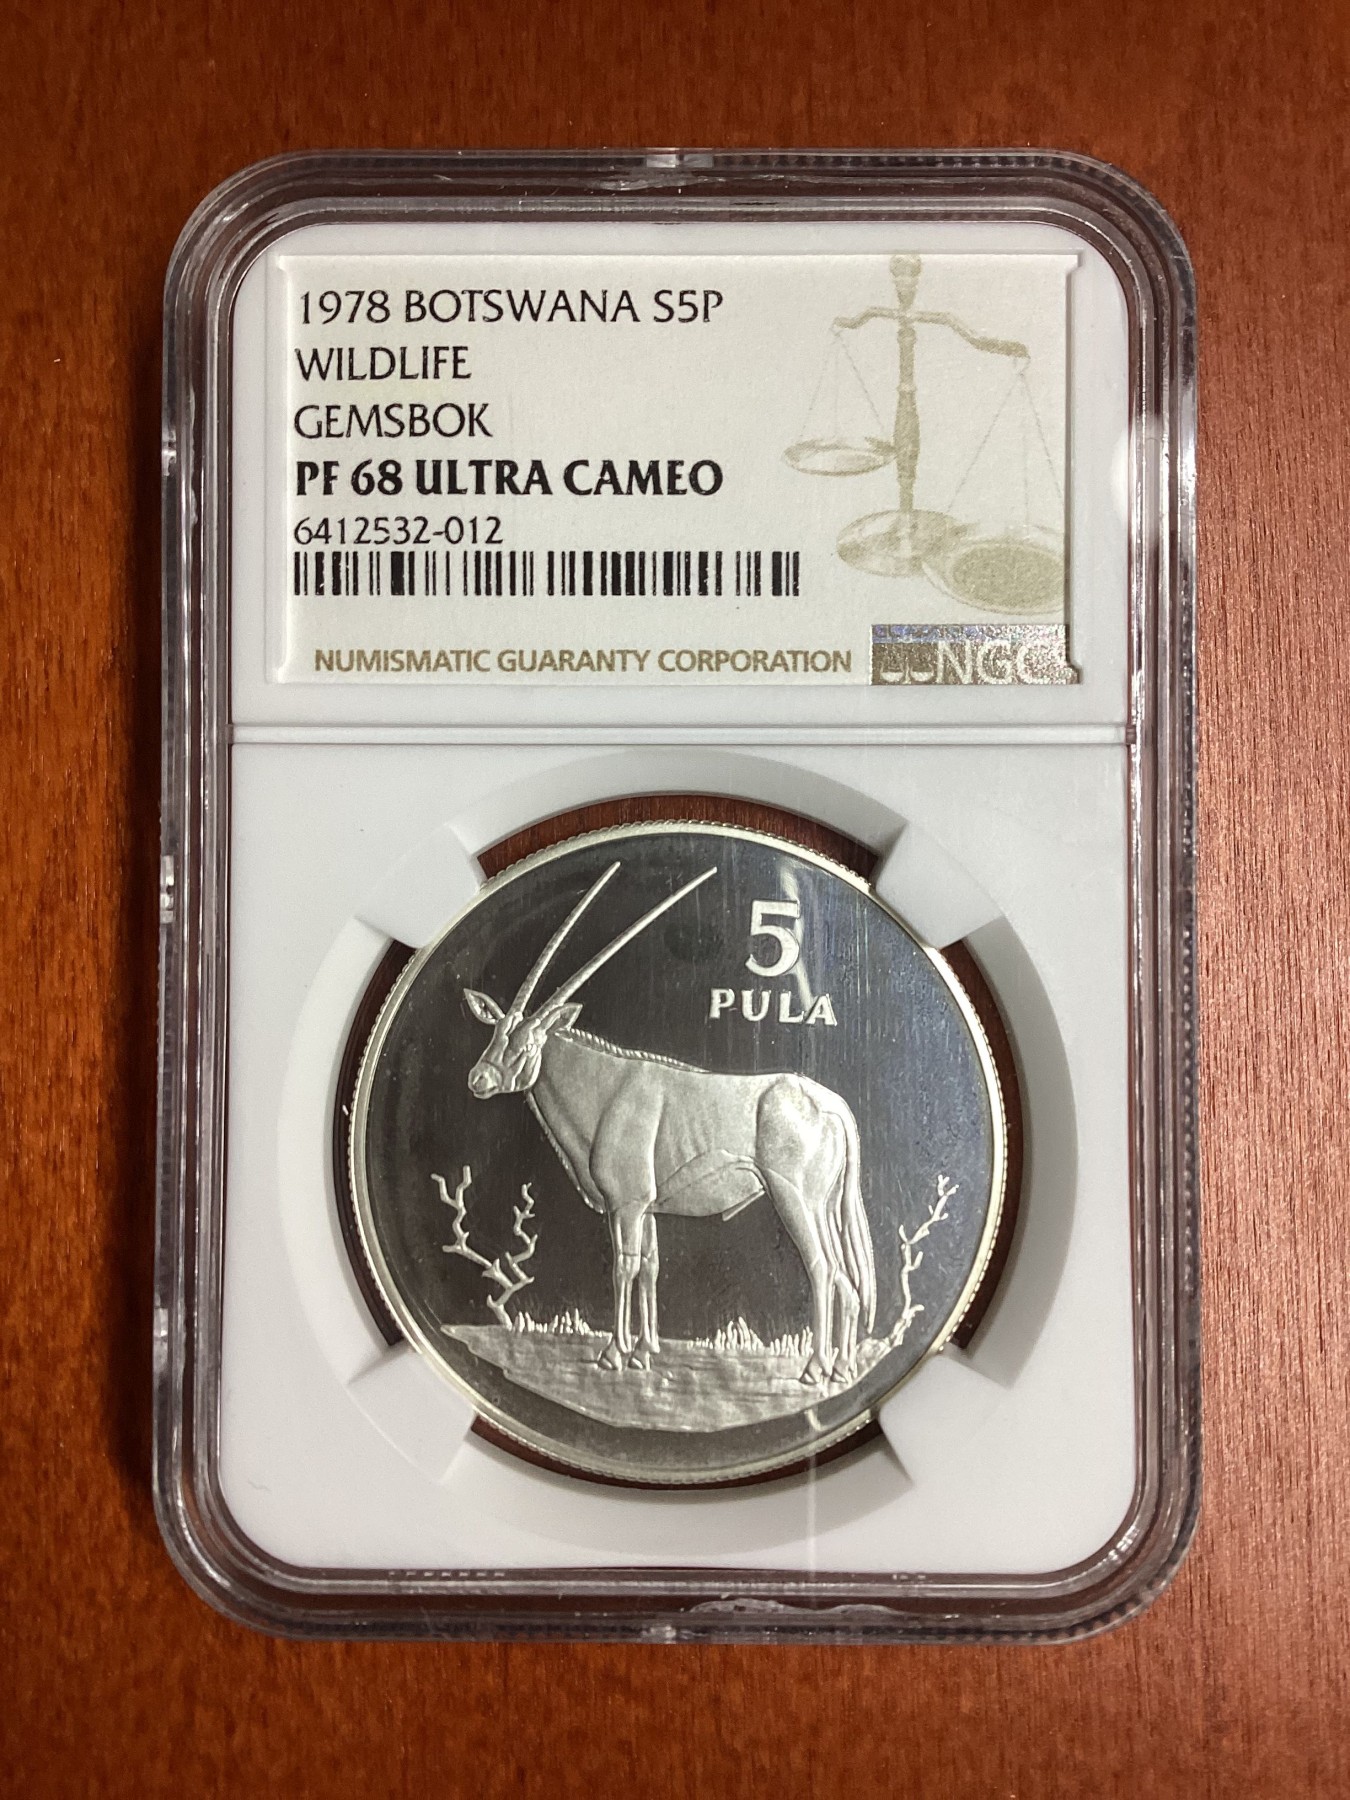 1978 BOTSWANA S5P
WILDLIFE
GEMSBOK
PF 68 ULTRA CAMEO
6412532-012
NUMISMATIC GUARANTY CORPORATION
NGC
5
PULA